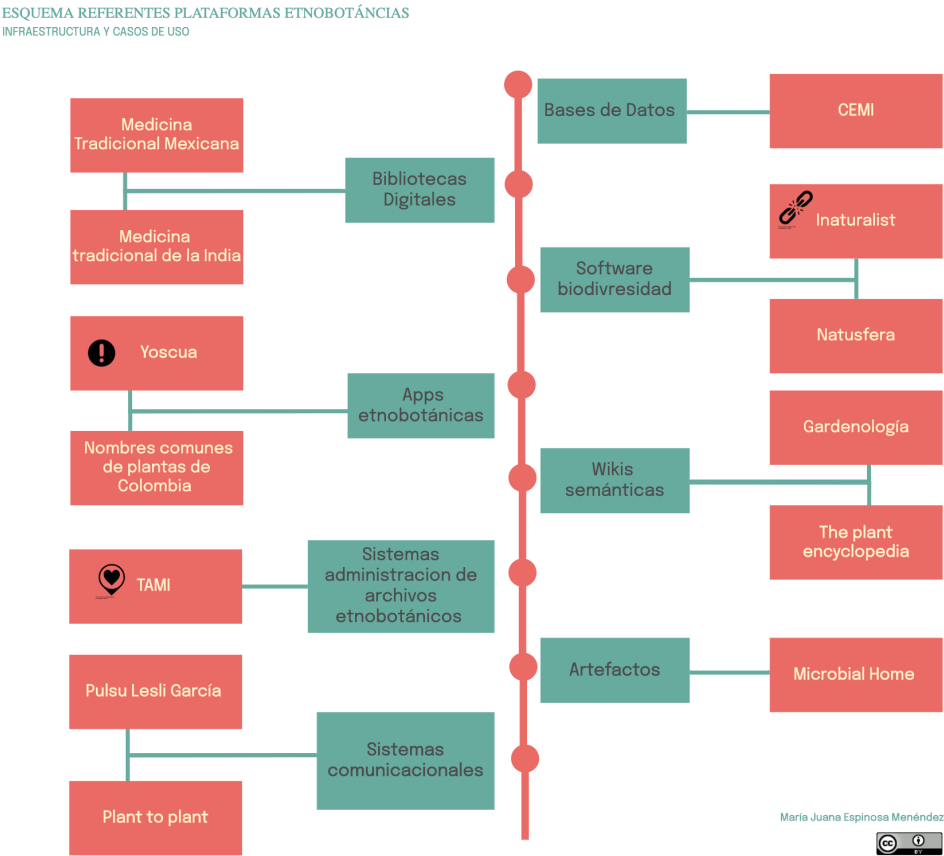 ESQUEMA REFERENTES PLATAFORMAS ETNOBOTÁNCIAS
INFRAESTRUCTURA Y CASOS DE USO
Bases de Datos
CEMI
Medicina
Tradicional Mexicana
Bibliotecas
Digitales
Medicina
tradicional de la India
Inaturalist
Software
biodivresidad
Natusfera
Yoscua
Apps
etnobotánicas
Nombres comunes
de plantas de
Colombia
Gardenología
Wikis
semánticas
The plant
encyclopedia
TAMI
Sistemas
administracion de
archivos
etnobotánicos
Artefactos
Microbial Home
Pulsu Lesli García
Sistemas
comunicacionales
Plant to plant
María Juana Espinosa Menéndez
cc
BY